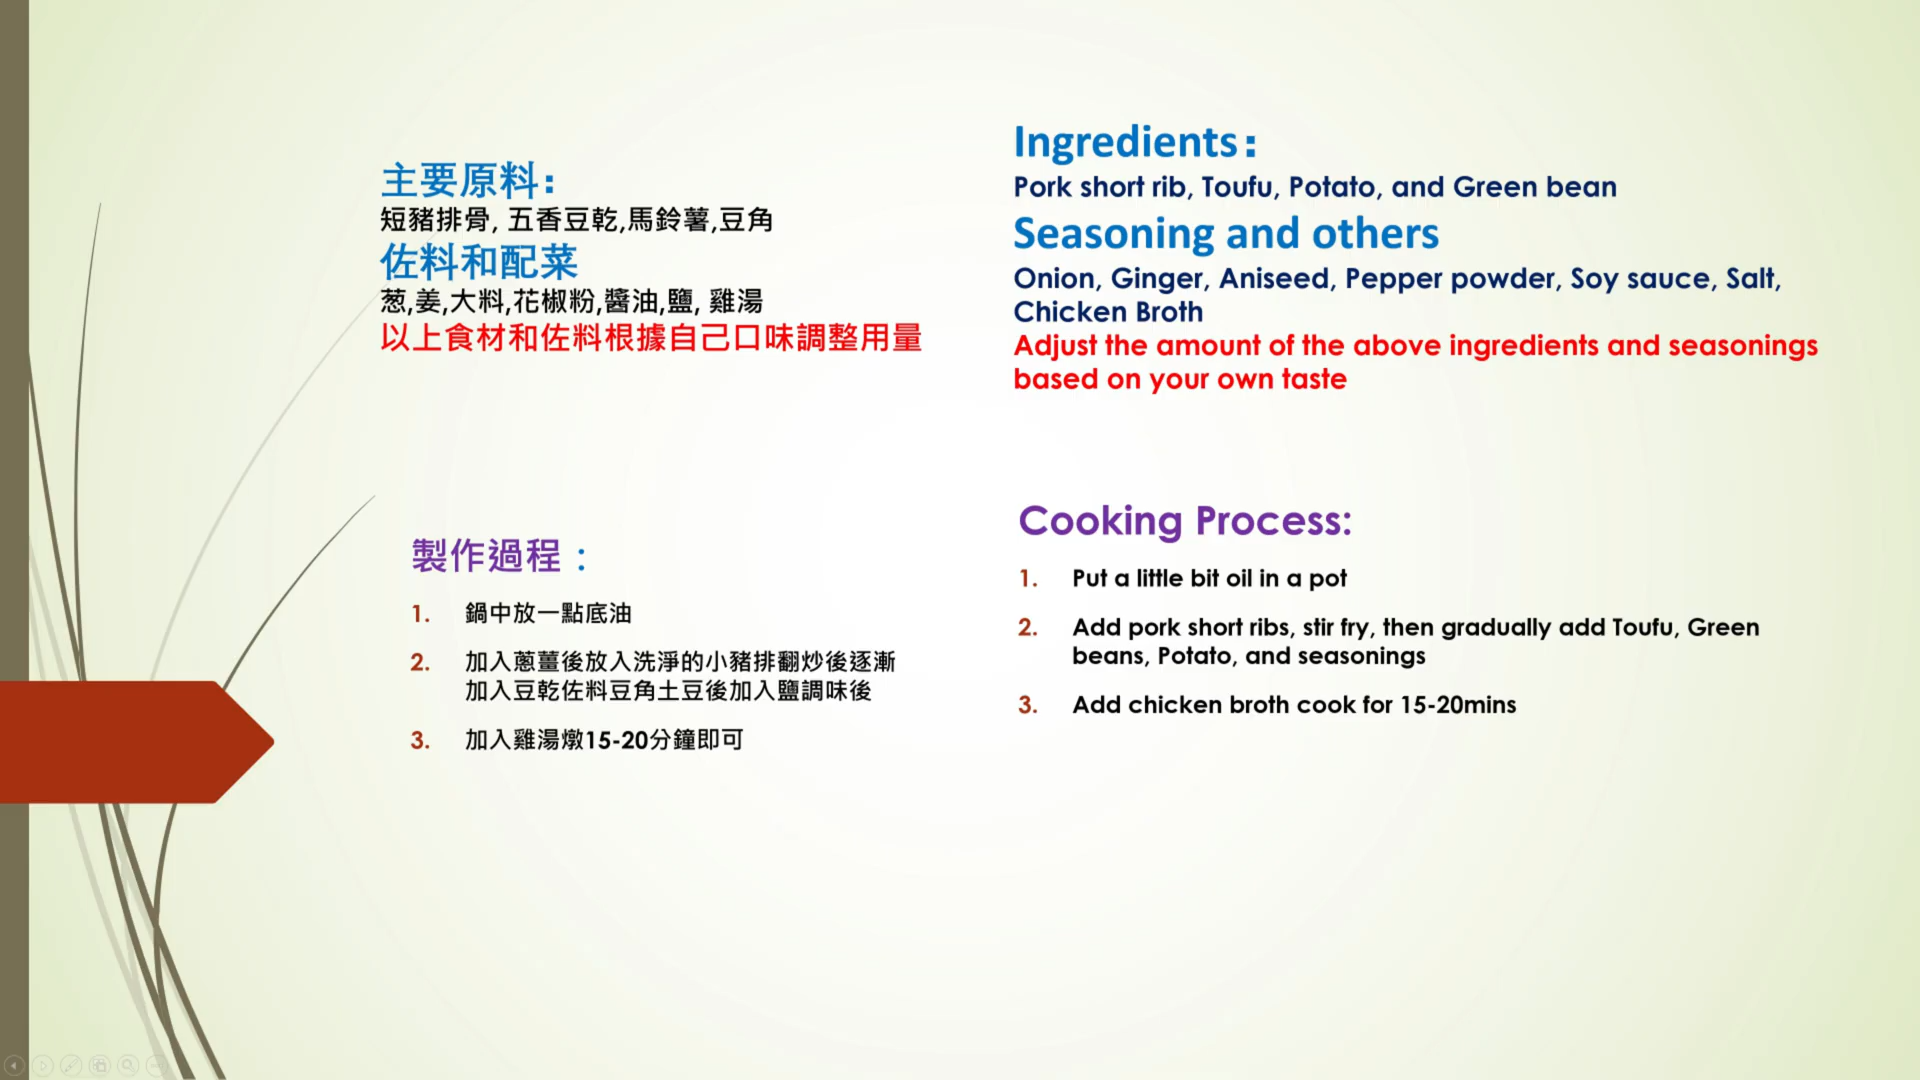 主要原料:
短豬排骨, 五香豆乾,馬鈴薯,豆角
佐料和配菜
葱,姜,大料,花椒粉,醬油,鹽, 雞湯
以上食材和佐料根據自己口味調整用量
製作過程：
1. 鍋中放一點底油
2. 加入蔥薑後放入洗淨的小豬排翻炒後逐漸
加入豆乾佐料豆角土豆後加入鹽調味後
3. 加入雞湯燉15-20分鐘即可
Ingredients:
Pork short rib, Toufu, Potato, and Green bean
Seasoning and others
Onion, Ginger, Aniseed, Pepper powder, Soy sauce, Salt,
Chicken Broth
Adjust the amount of the above ingredients and seasonings
based on your own taste
Cooking Process:
1. Put a little bit oil in a pot
2. Add pork short ribs, stir fry, then gradually add Toufu, Green
beans, Potato, and seasonings
3. Add chicken broth cook for 15-20mins